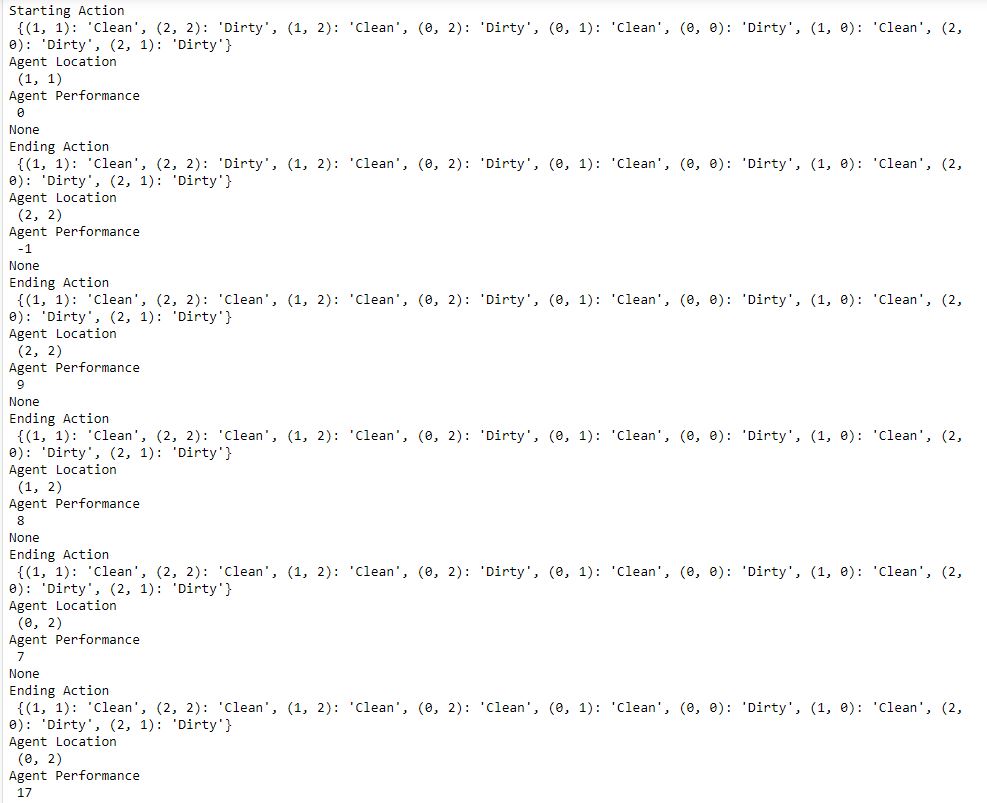 Starting Action
{(1, 1): 'Clean', (2, 2): 'Dirty', (1, 2): 'Clean', (0, 2): 'Dirty', (0, 1): 'Clean', (0, 0): 'Dirty', (1, 0): 'Clean', (2,
0): 'Dirty', (2, 1): 'Dirty'}
Agent Location
(1, 1)
Agent Performance
0
None
Ending Action
{(1, 1): 'Clean', (2, 2): 'Dirty', (1, 2): 'Clean', (0, 2): 'Dirty', (0, 1): 'Clean', (0, 0): 'Dirty', (1, 0): 'Clean', (2,
0): 'Dirty', (2, 1): 'Dirty'}
Agent Location
(2, 2)
Agent Performance
-1
None
Ending Action
{(1, 1): 'Clean', (2, 2): 'Clean', (1, 2): 'Clean', (0, 2): 'Dirty', (0, 1): 'Clean', (0, 0): 'Dirty', (1, 0): 'Clean', (2,
0): 'Dirty', (2, 1): 'Dirty'}
Agent Location
(2, 2)
Agent Performance
9
None
Ending Action
{(1, 1): 'Clean', (2, 2): 'Clean', (1, 2): 'Clean', (0, 2): 'Dirty', (0, 1): 'Clean', (0, 0): 'Dirty', (1, 0): 'Clean', (2,
0): 'Dirty', (2, 1): 'Dirty'}
Agent Location
(1, 2)
Agent Performance
8
None
Ending Action
{(1, 1): 'Clean', (2, 2): 'Clean', (1, 2): 'Clean', (0, 2): 'Dirty', (0, 1): 'Clean', (0, 0): 'Dirty', (1, 0): 'Clean', (2,
0): 'Dirty', (2, 1): 'Dirty'}
Agent Location
(0, 2)
Agent Performance
7
None
Ending Action
{(1, 1): 'Clean', (2, 2): 'Clean', (1, 2): 'Clean', (0, 2): 'Clean', (0, 1): 'Clean', (0, 0): 'Dirty', (1, 0): 'Clean', (2,
0): 'Dirty', (2, 1): 'Dirty'}
Agent Location
(0, 2)
Agent Performance
17